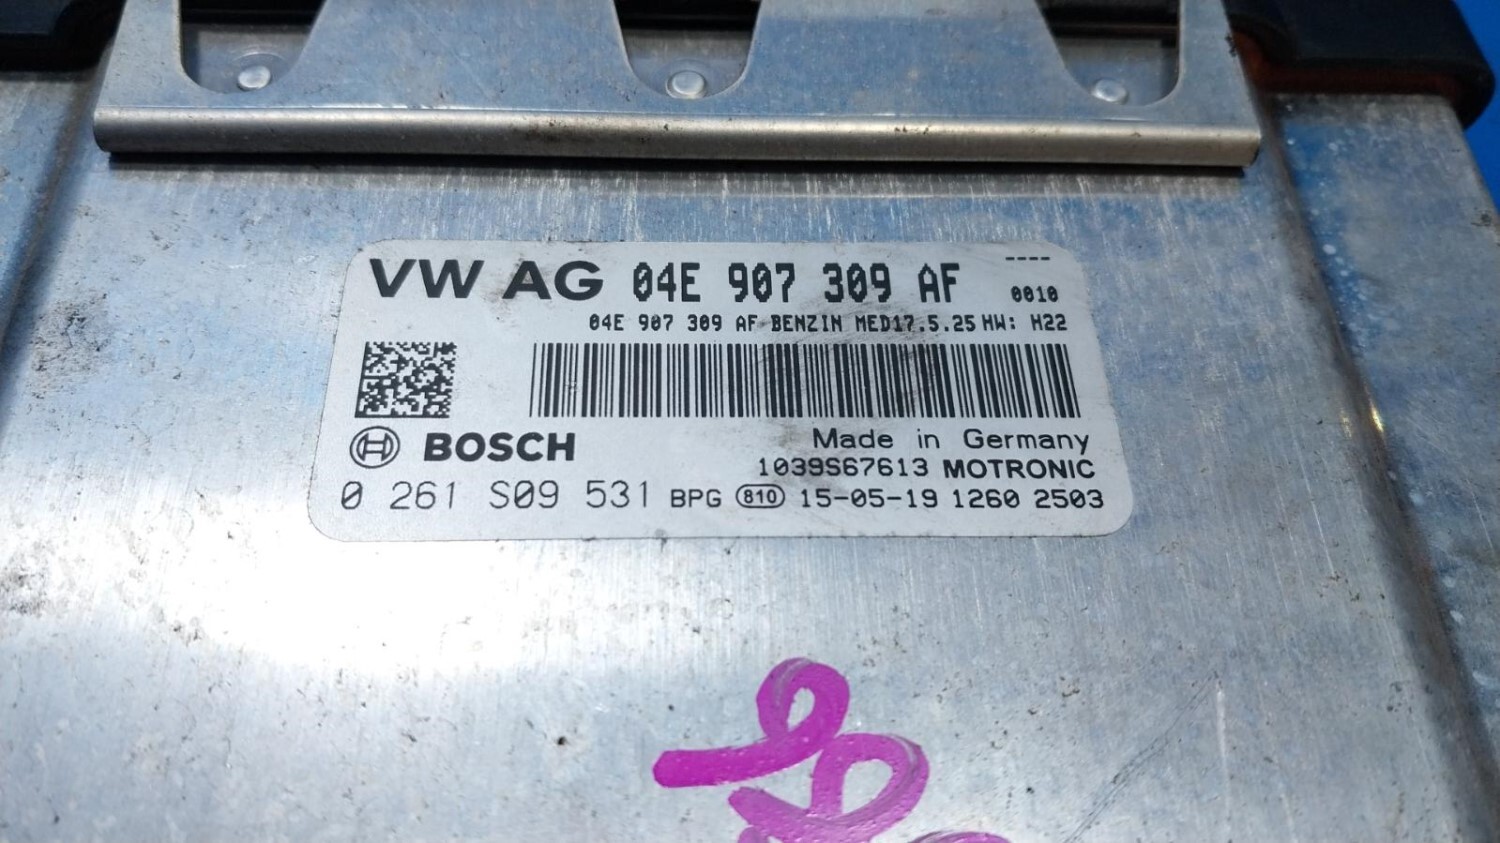 VW AG 04E 907 309 AF ----
0010
04E 907 309 AF BENZIN MED17.5.25 HW: H22
BOSCH Made in Germany
1039S67613 MOTRONIC
0 261 S09 531 BPG 810 15-05-19 1260 2503